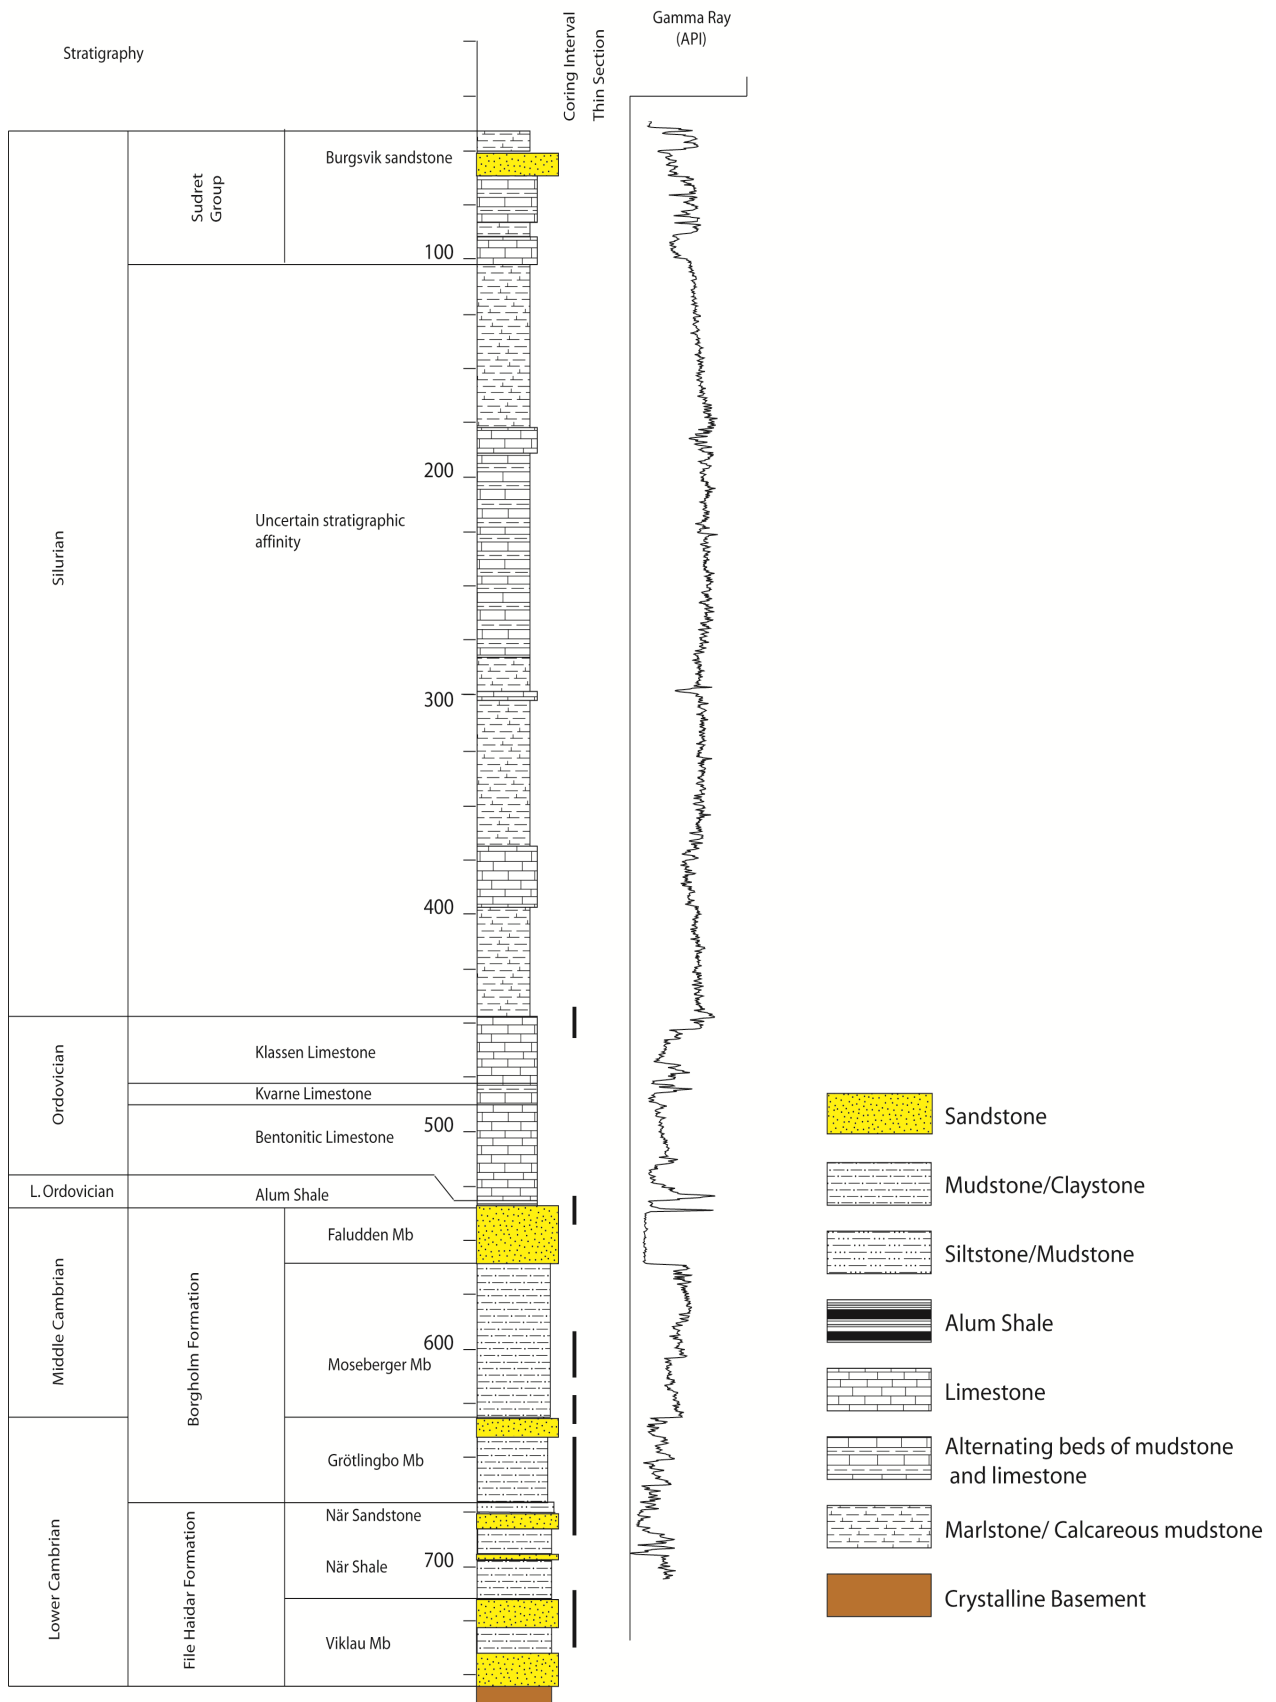 Stratigraphy
Coring Interval
Thin Section
Gamma Ray
(API)
Silurian
Sudret
Group
Burgsvik sandstone
100
200
Uncertain stratigraphic
affinity
300
400
Ordovician
Klassen Limestone
Kvarne Limestone
500
Bentonitic Limestone
L. Ordovician
Alum Shale
Middle Cambrian
Borgholm Formation
Faludden Mb
600
Moseberger Mb
Lower Cambrian
Grötlingbo Mb
File Haidar Formation
När Sandstone
700
När Shale
Viklau Mb
Sandstone
Mudstone/Claystone
Siltstone/Mudstone
Alum Shale
Limestone
Alternating beds of mudstone
and limestone
Marlstone/ Calcareous mudstone
Crystalline Basement